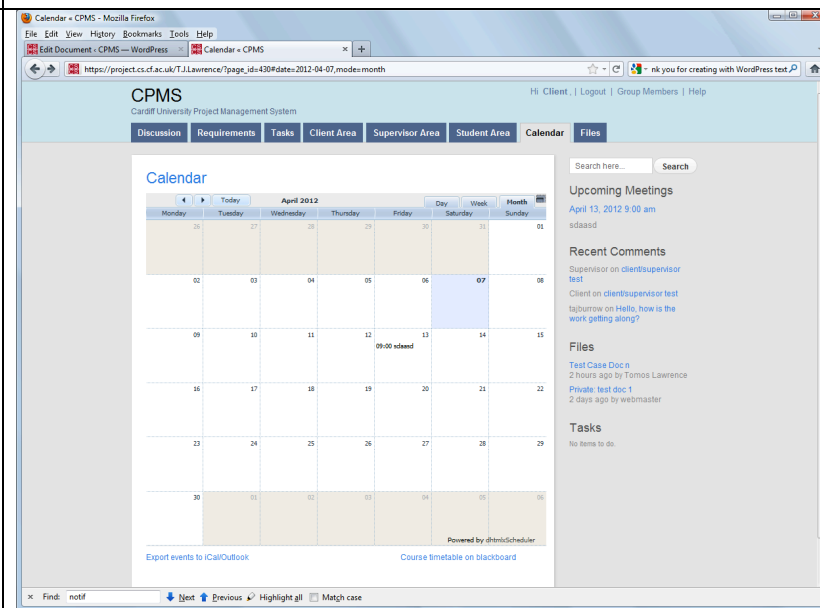 Calendar « CPMS - Mozilla Firefox
File Edit View History Bookmarks Tools Help
Edit Document ‹ CPMS — WordPress × Calendar « CPMS × +
https://project.cs.cf.ac.uk/T.J.Lawrence/?page_id=430#date=2012-04-07,mode=month nk you for creating with WordPress text
CPMS
Hi Client , | Logout | Group Members | Help
Cardiff University Project Management System
Discussion Requirements Tasks Client Area Supervisor Area Student Area Calendar Files
Calendar
Today April 2012 Day Week Month
Monday Tuesday Wednesday Thursday Friday Saturday Sunday
26 27 28 29 30 31 01
02 03 04 05 06 07 08
09 10 11 12 13 14 15
09:00 sdaasd
16 17 18 19 20 21 22
23 24 25 26 27 28 29
30 01 02 03 04 05 06
Powered by dhtmlxScheduler
Export events to iCal/Outlook Course timetable on blackboard
Search here... Search
Upcoming Meetings
April 13, 2012 9:00 am
sdaasd
Recent Comments
Supervisor on client/supervisor
test
Client on client/supervisor test
tajburrow on Hello, how is the
work getting along?
Files
Test Case Doc n
2 hours ago by Tomos Lawrence
Private: test doc 1
2 days ago by webmaster
Tasks
No items to do.
× Find: notif Next Previous Highlight all Match case